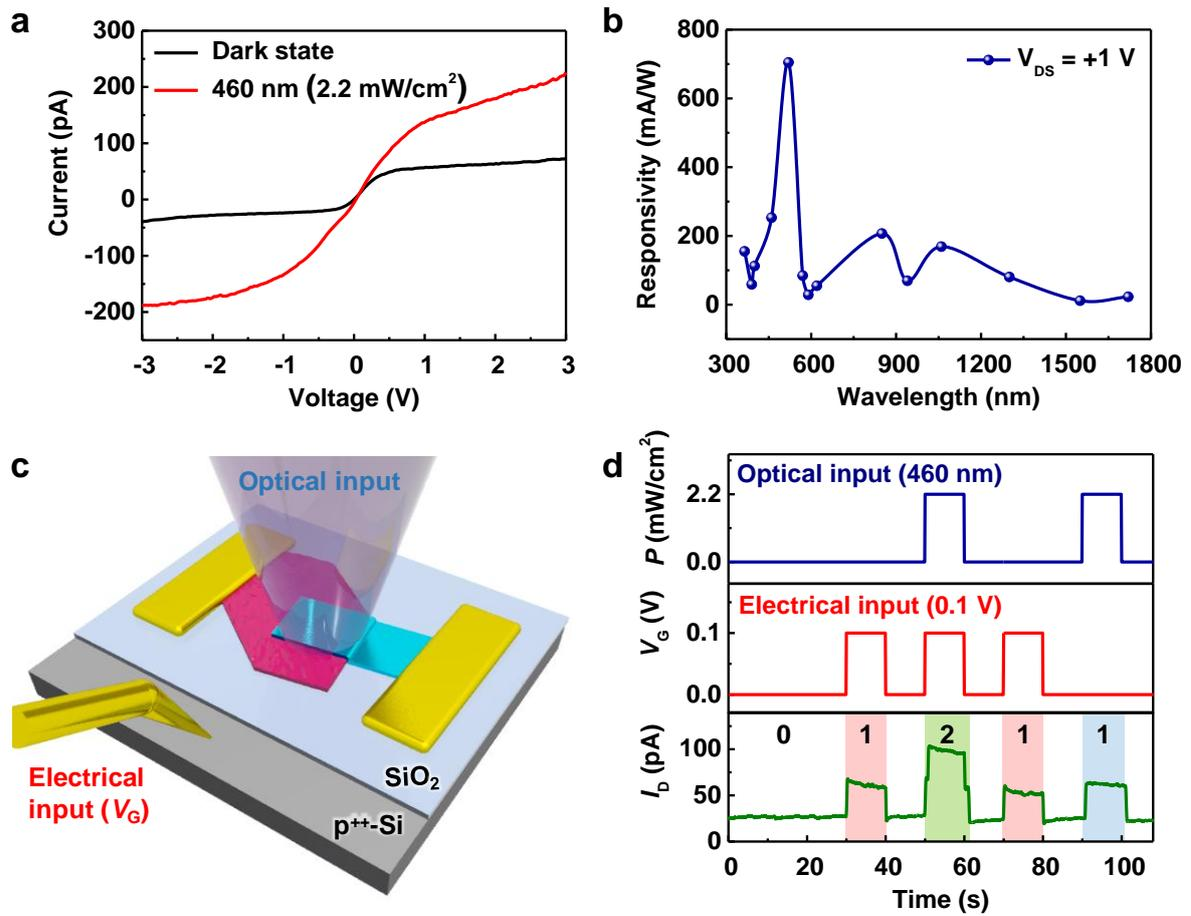 a
300
200
100
0
-100
-200
Current (pA)
Dark state
460 nm (2.2 mW/cm²)
-3 -2 -1 0 1 2 3
Voltage (V)
b
800
600
400
200
0
Responsivity (mA/W)
V_DS = +1 V
300 600 900 1200 1500 1800
Wavelength (nm)
c
Optical input
Electrical
input (V_G)
SiO₂
p⁺⁺-Si
d
P (mW/cm²)
2.2
0.0
Optical input (460 nm)
V_G (V)
0.1
0.0
Electrical input (0.1 V)
I_D (pA)
100
50
0
0 1 2 1 1
0 20 40 60 80 100
Time (s)